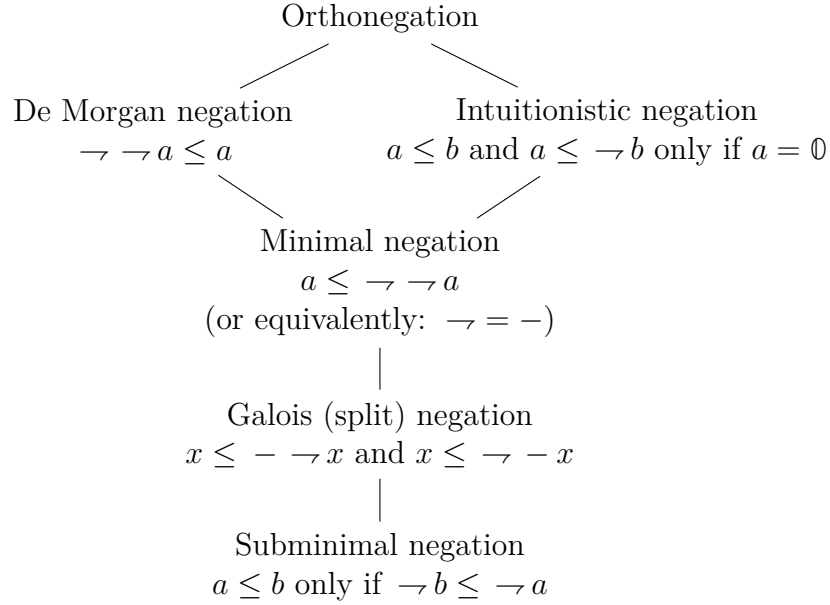 Orthonegation
De Morgan negation
¬ ¬ a ≤ a
Intuitionistic negation
a ≤ b and a ≤ ¬ b only if a = 𝟘
Minimal negation
a ≤ ¬ ¬ a
(or equivalently: ¬ = −)
Galois (split) negation
x ≤ − ¬ x and x ≤ ¬ − x
Subminimal negation
a ≤ b only if ¬ b ≤ ¬ a